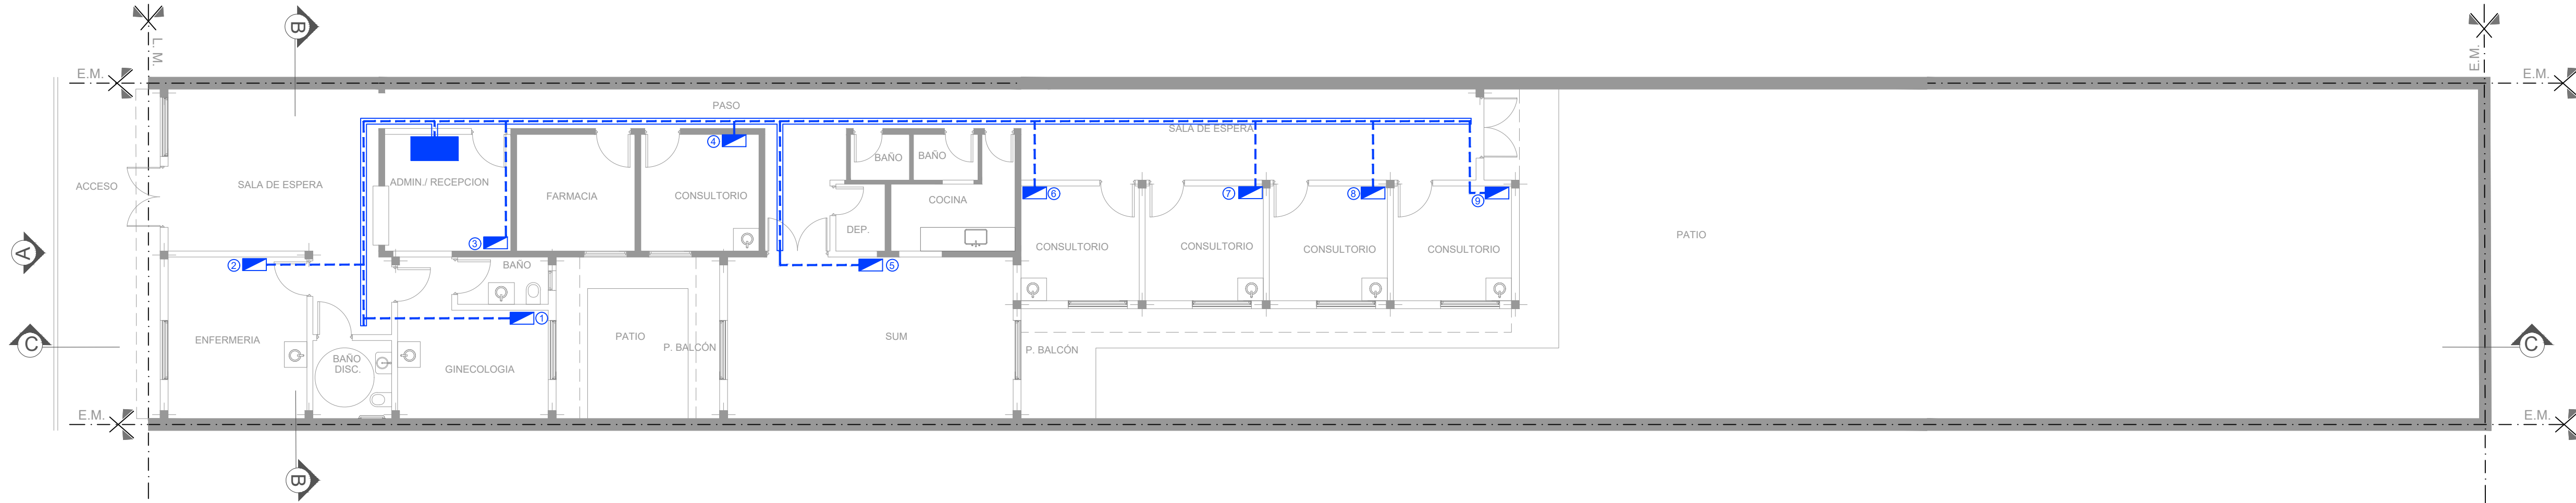 B
L. M.
E.M.
E.M.
E.M.
PASO
SALA DE ESPERA
4
ACCESO
SALA DE ESPERA
ADMIN./ RECEPCION
FARMACIA
CONSULTORIO
BAÑO
BAÑO
COCINA
6
7
8
9
3
DEP.
A
2
BAÑO
5
CONSULTORIO
CONSULTORIO
CONSULTORIO
CONSULTORIO
PATIO
1
ENFERMERIA
BAÑO
DISC.
GINECOLOGIA
PATIO
P. BALCÓN
SUM
P. BALCÓN
C
C
E.M.
E.M.
B